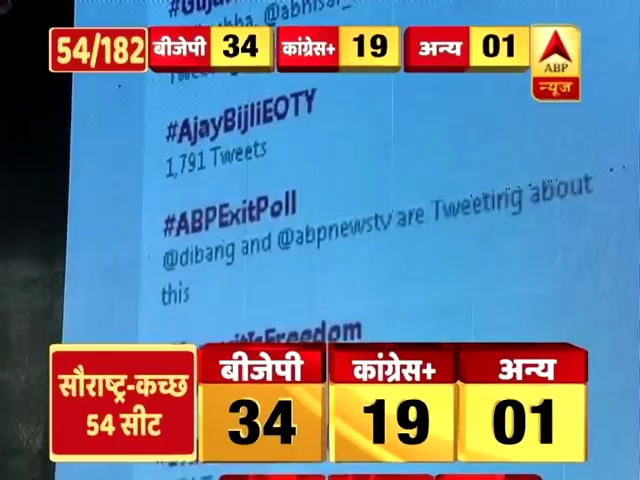 54/182 बीजेपी 34 कांग्रेस+ 19 अन्य 01
ABP
न्यूज़
#AjayBijliEOTY
1,791 Tweets
#ABPExitPoll
@dibang and @abpnewstv are Tweeting about
this
सौराष्ट्र-कच्छ
54 सीट
बीजेपी कांग्रेस+ अन्य
34 19 01